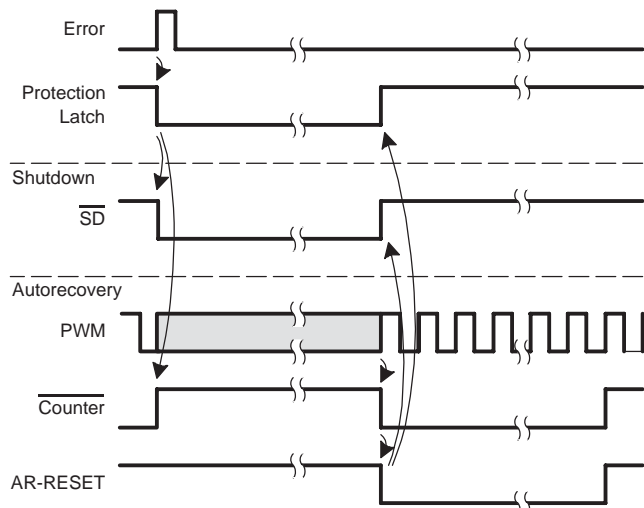 Error
Protection
Latch
Shutdown
SD
Autorecovery
PWM
Counter
AR-RESET